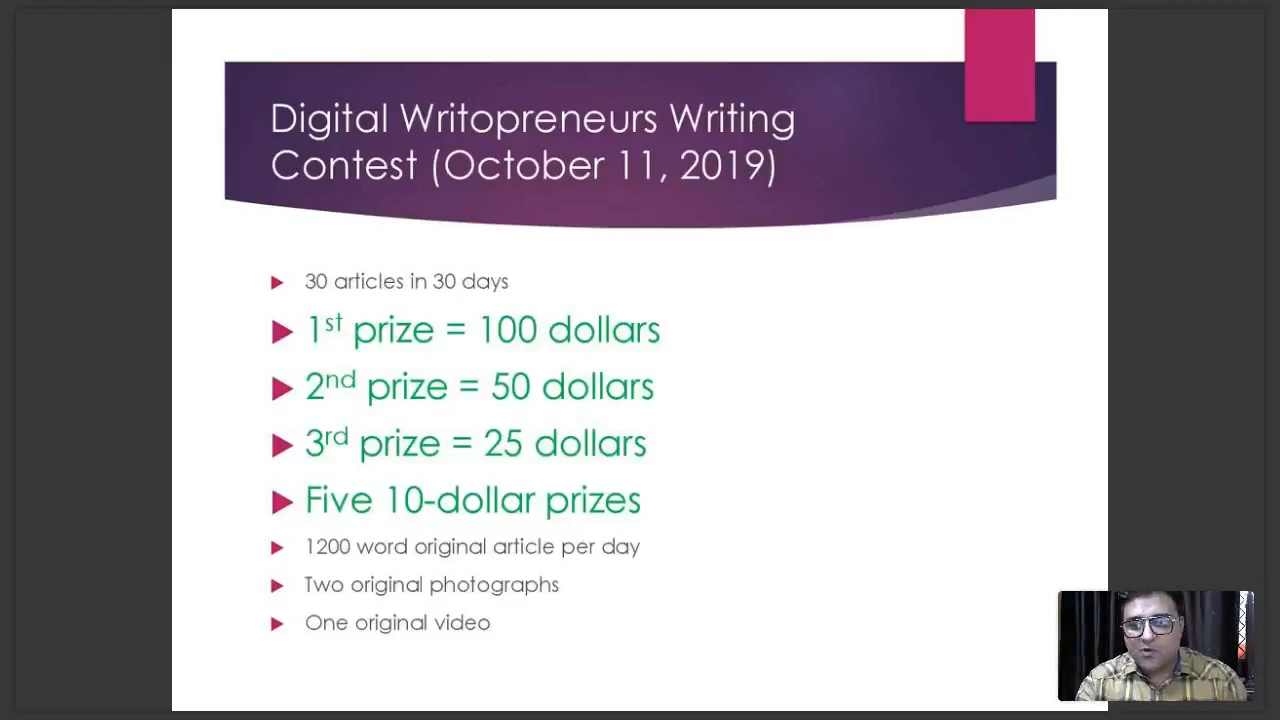 Digital Writopreneurs Writing
Contest (October 11, 2019)
30 articles in 30 days
1st prize = 100 dollars
2nd prize = 50 dollars
3rd prize = 25 dollars
Five 10-dollar prizes
1200 word original article per day
Two original photographs
One original video